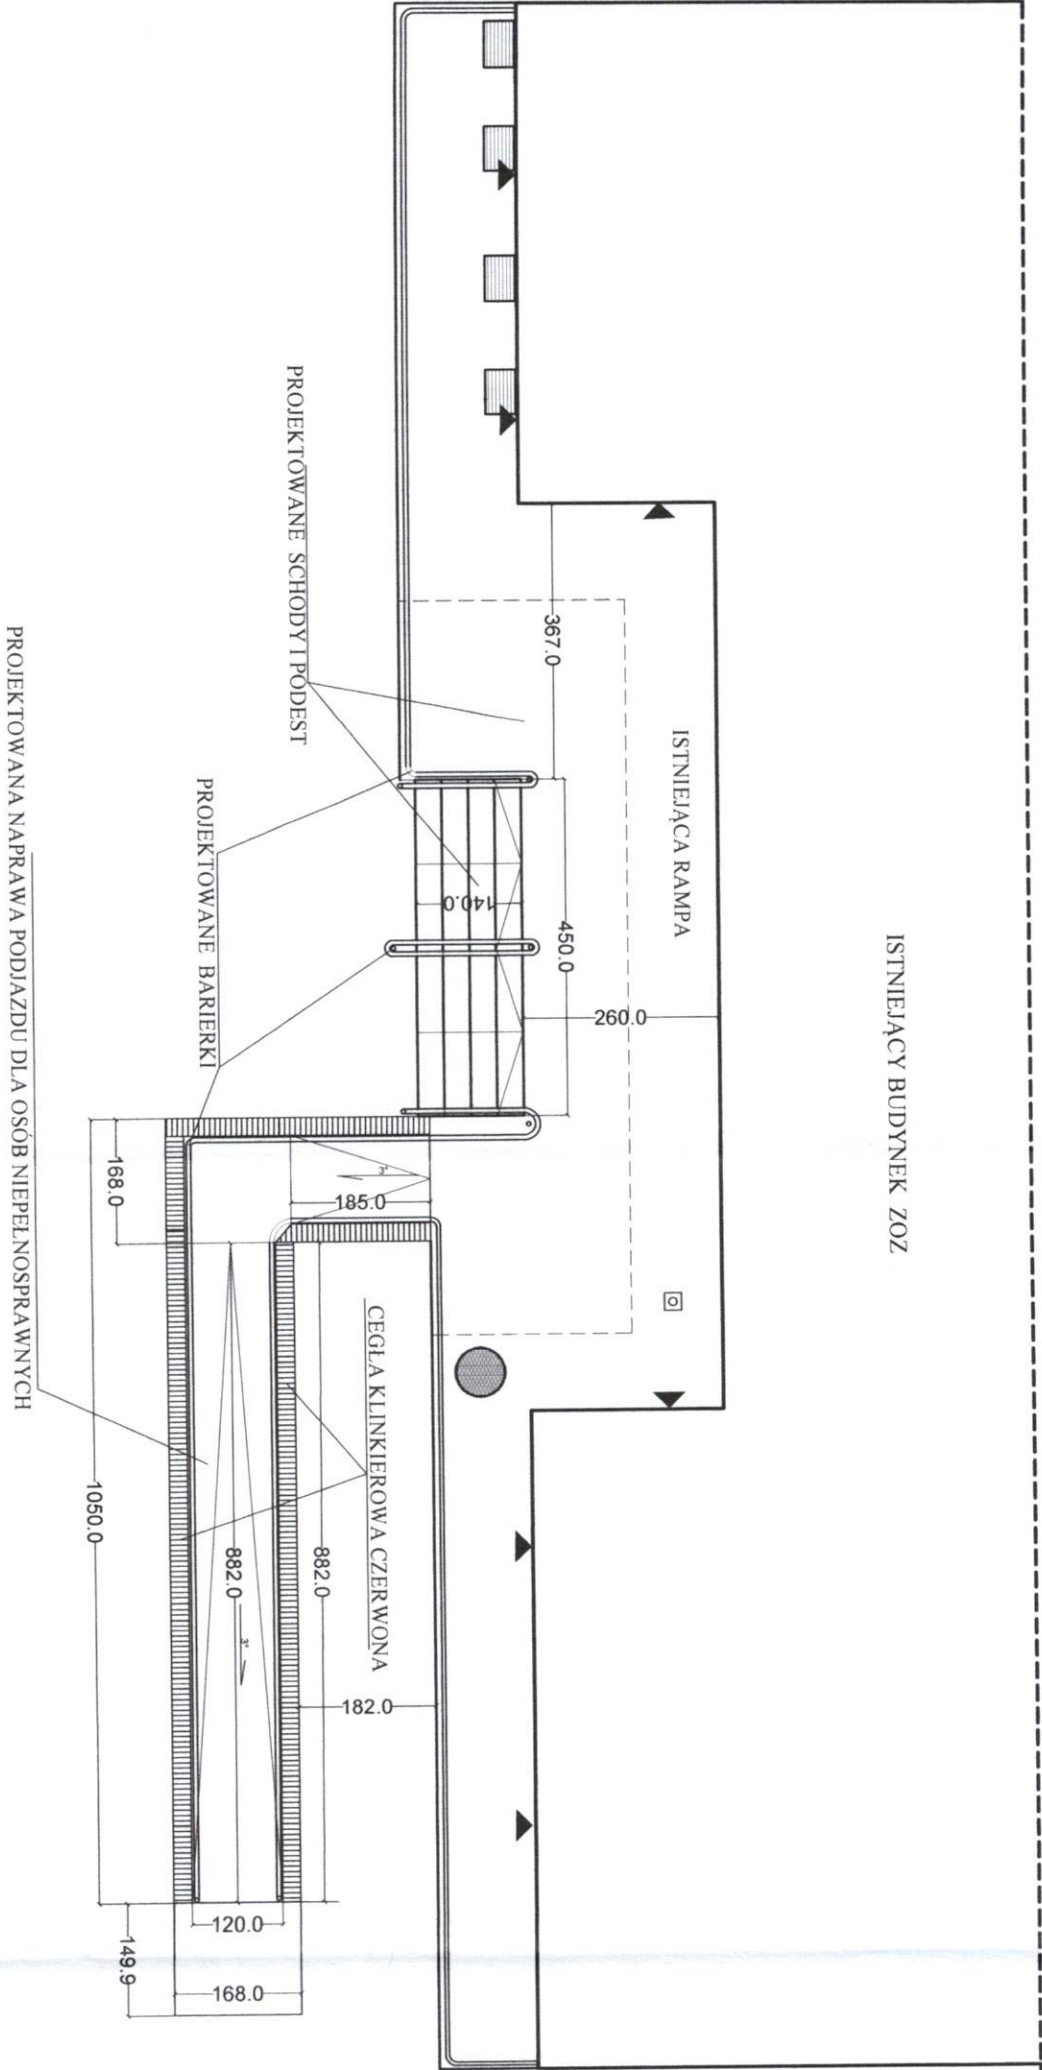 ISTNIEJĄCY BUDYNEK ZOZ
ISTNIEJĄCA RAMPA
367.0
450.0
260.0
140.0
PROJEKTOWANE SCHODY I PODEST
PROJEKTOWANE BARIERKI
185.0
3°
168.0
CEGŁA KLINKIEROWA CZERWONA
882.0
882.0
3°
182.0
1050.0
120.0
149.9
168.0
PROJEKTOWANA NAPRAWA PODJAZDU DLA OSÓB NIEPEŁNOSPRAWNYCH